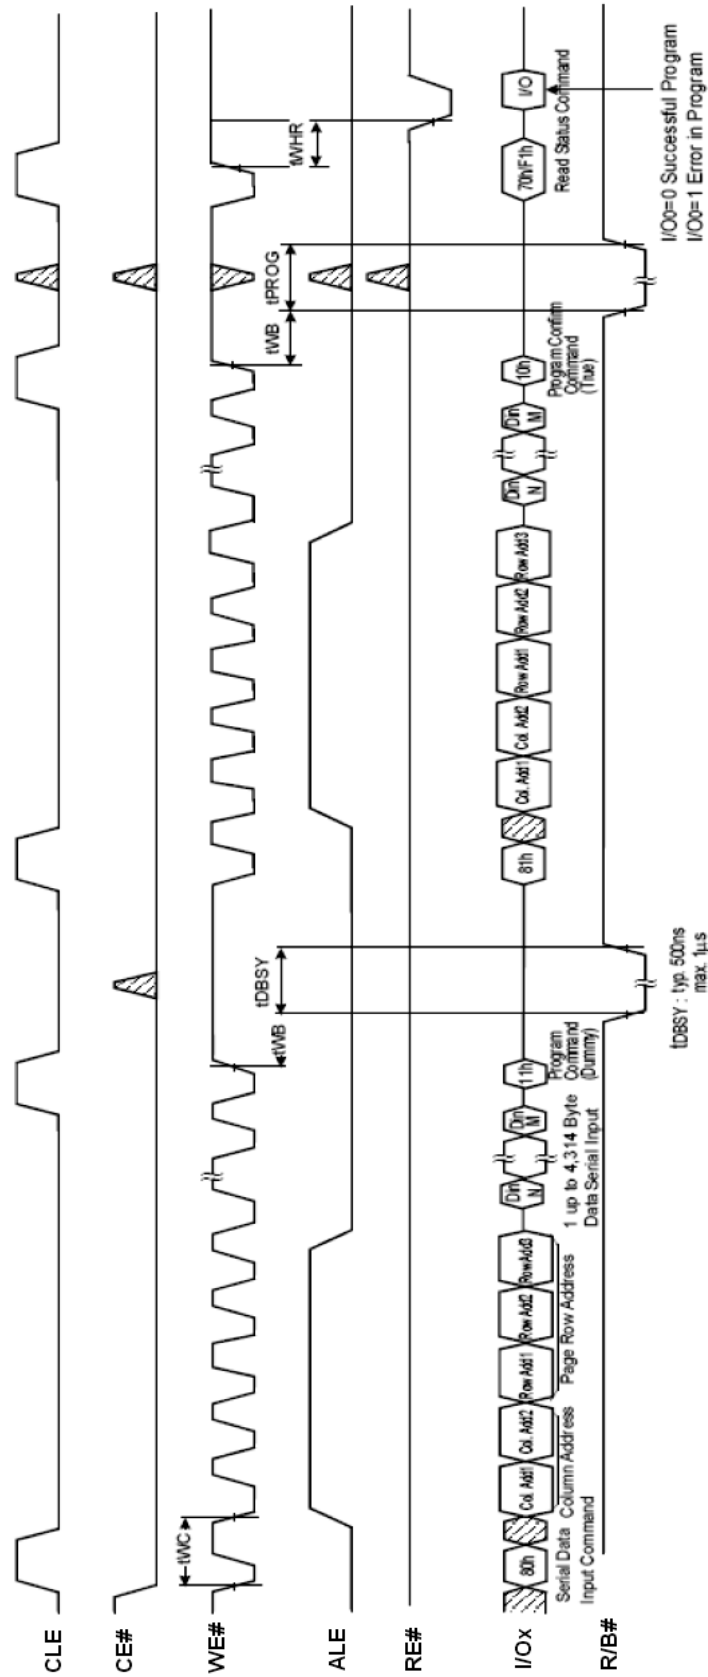 CLE
CE#
WE#
tWC
tWB
tDBSY
tWB
tPROG
tWHR
ALE
RE#
I/Ox
80h
Col. Add1
Col. Add2
Row Add1
Row Add2
Row Add3
Din
N
Din
M
11h
81h
Col. Add1
Col. Add2
Row Add1
Row Add2
Row Add3
Din
N
Din
M
10h
70h/F1h
I/O
Serial Data
Input Command
Column Address
Page Row Address
1 up to 4,314 Byte
Data Serial Input
Program
Command
(Dummy)
Program Confirm
Command
(True)
Read Status Command
R/B#
tDBSY : typ. 500ns
max. 1µs
I/O0=0 Successful Program
I/O0=1 Error in Program